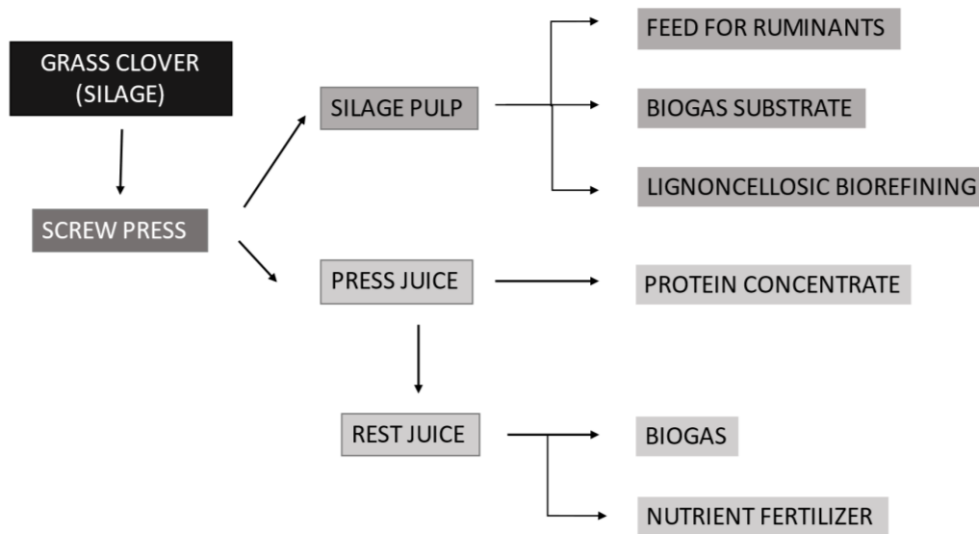 GRASS CLOVER
(SILAGE)
SCREW PRESS
SILAGE PULP
FEED FOR RUMINANTS
BIOGAS SUBSTRATE
LIGNONCELLOSIC BIOREFINING
PRESS JUICE
PROTEIN CONCENTRATE
REST JUICE
BIOGAS
NUTRIENT FERTILIZER